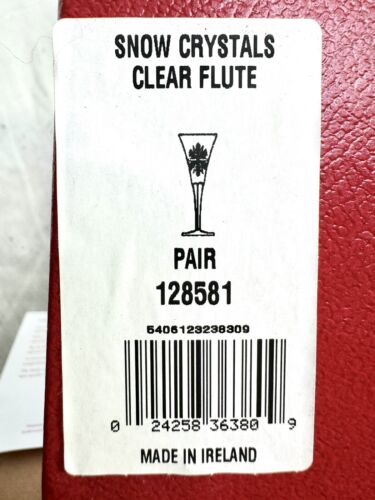 SNOW CRYSTALS
CLEAR FLUTE
PAIR
128581
5406123238309
0 24258 36380 9
MADE IN IRELAND